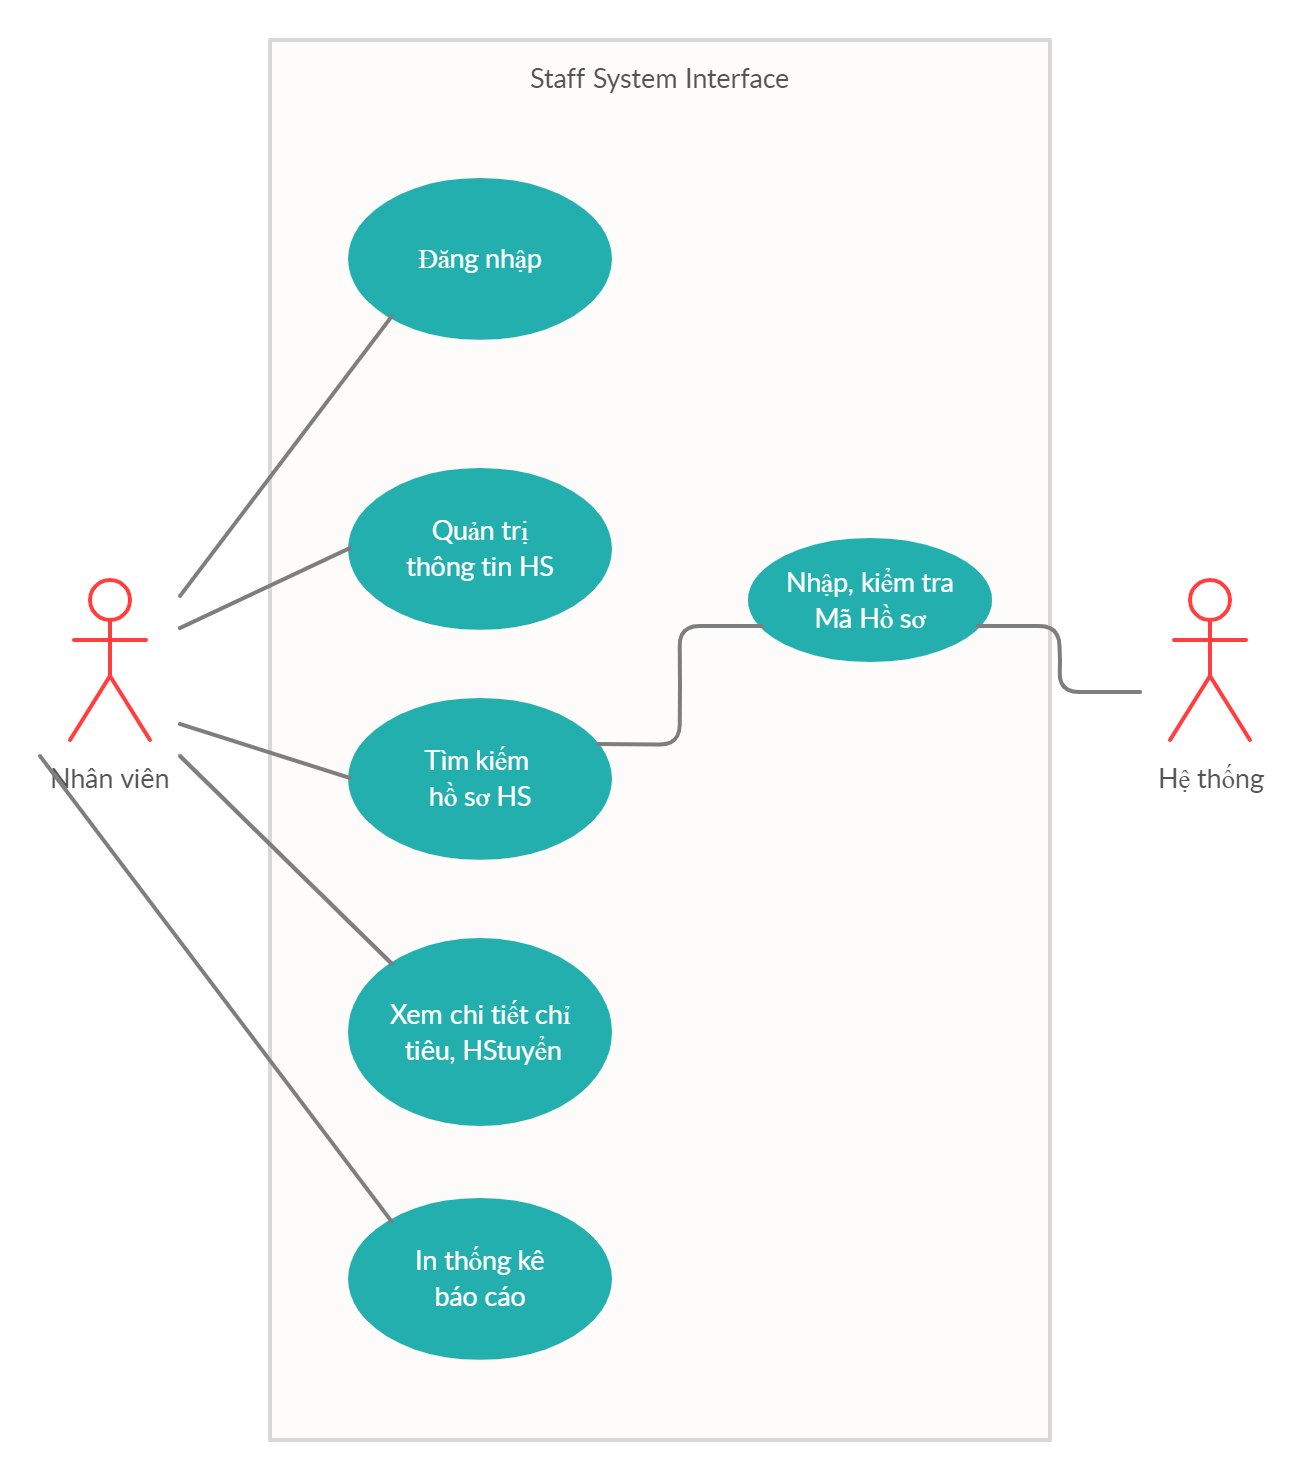 Staff System Interface
Đăng nhập
Quản trị
thông tin HS
Nhập, kiểm tra
Mã Hồ sơ
Tìm kiếm
hồ sơ HS
Nhân viên
Hệ thống
Xem chi tiết chỉ
tiêu, HStuyển
In thống kê
báo cáo